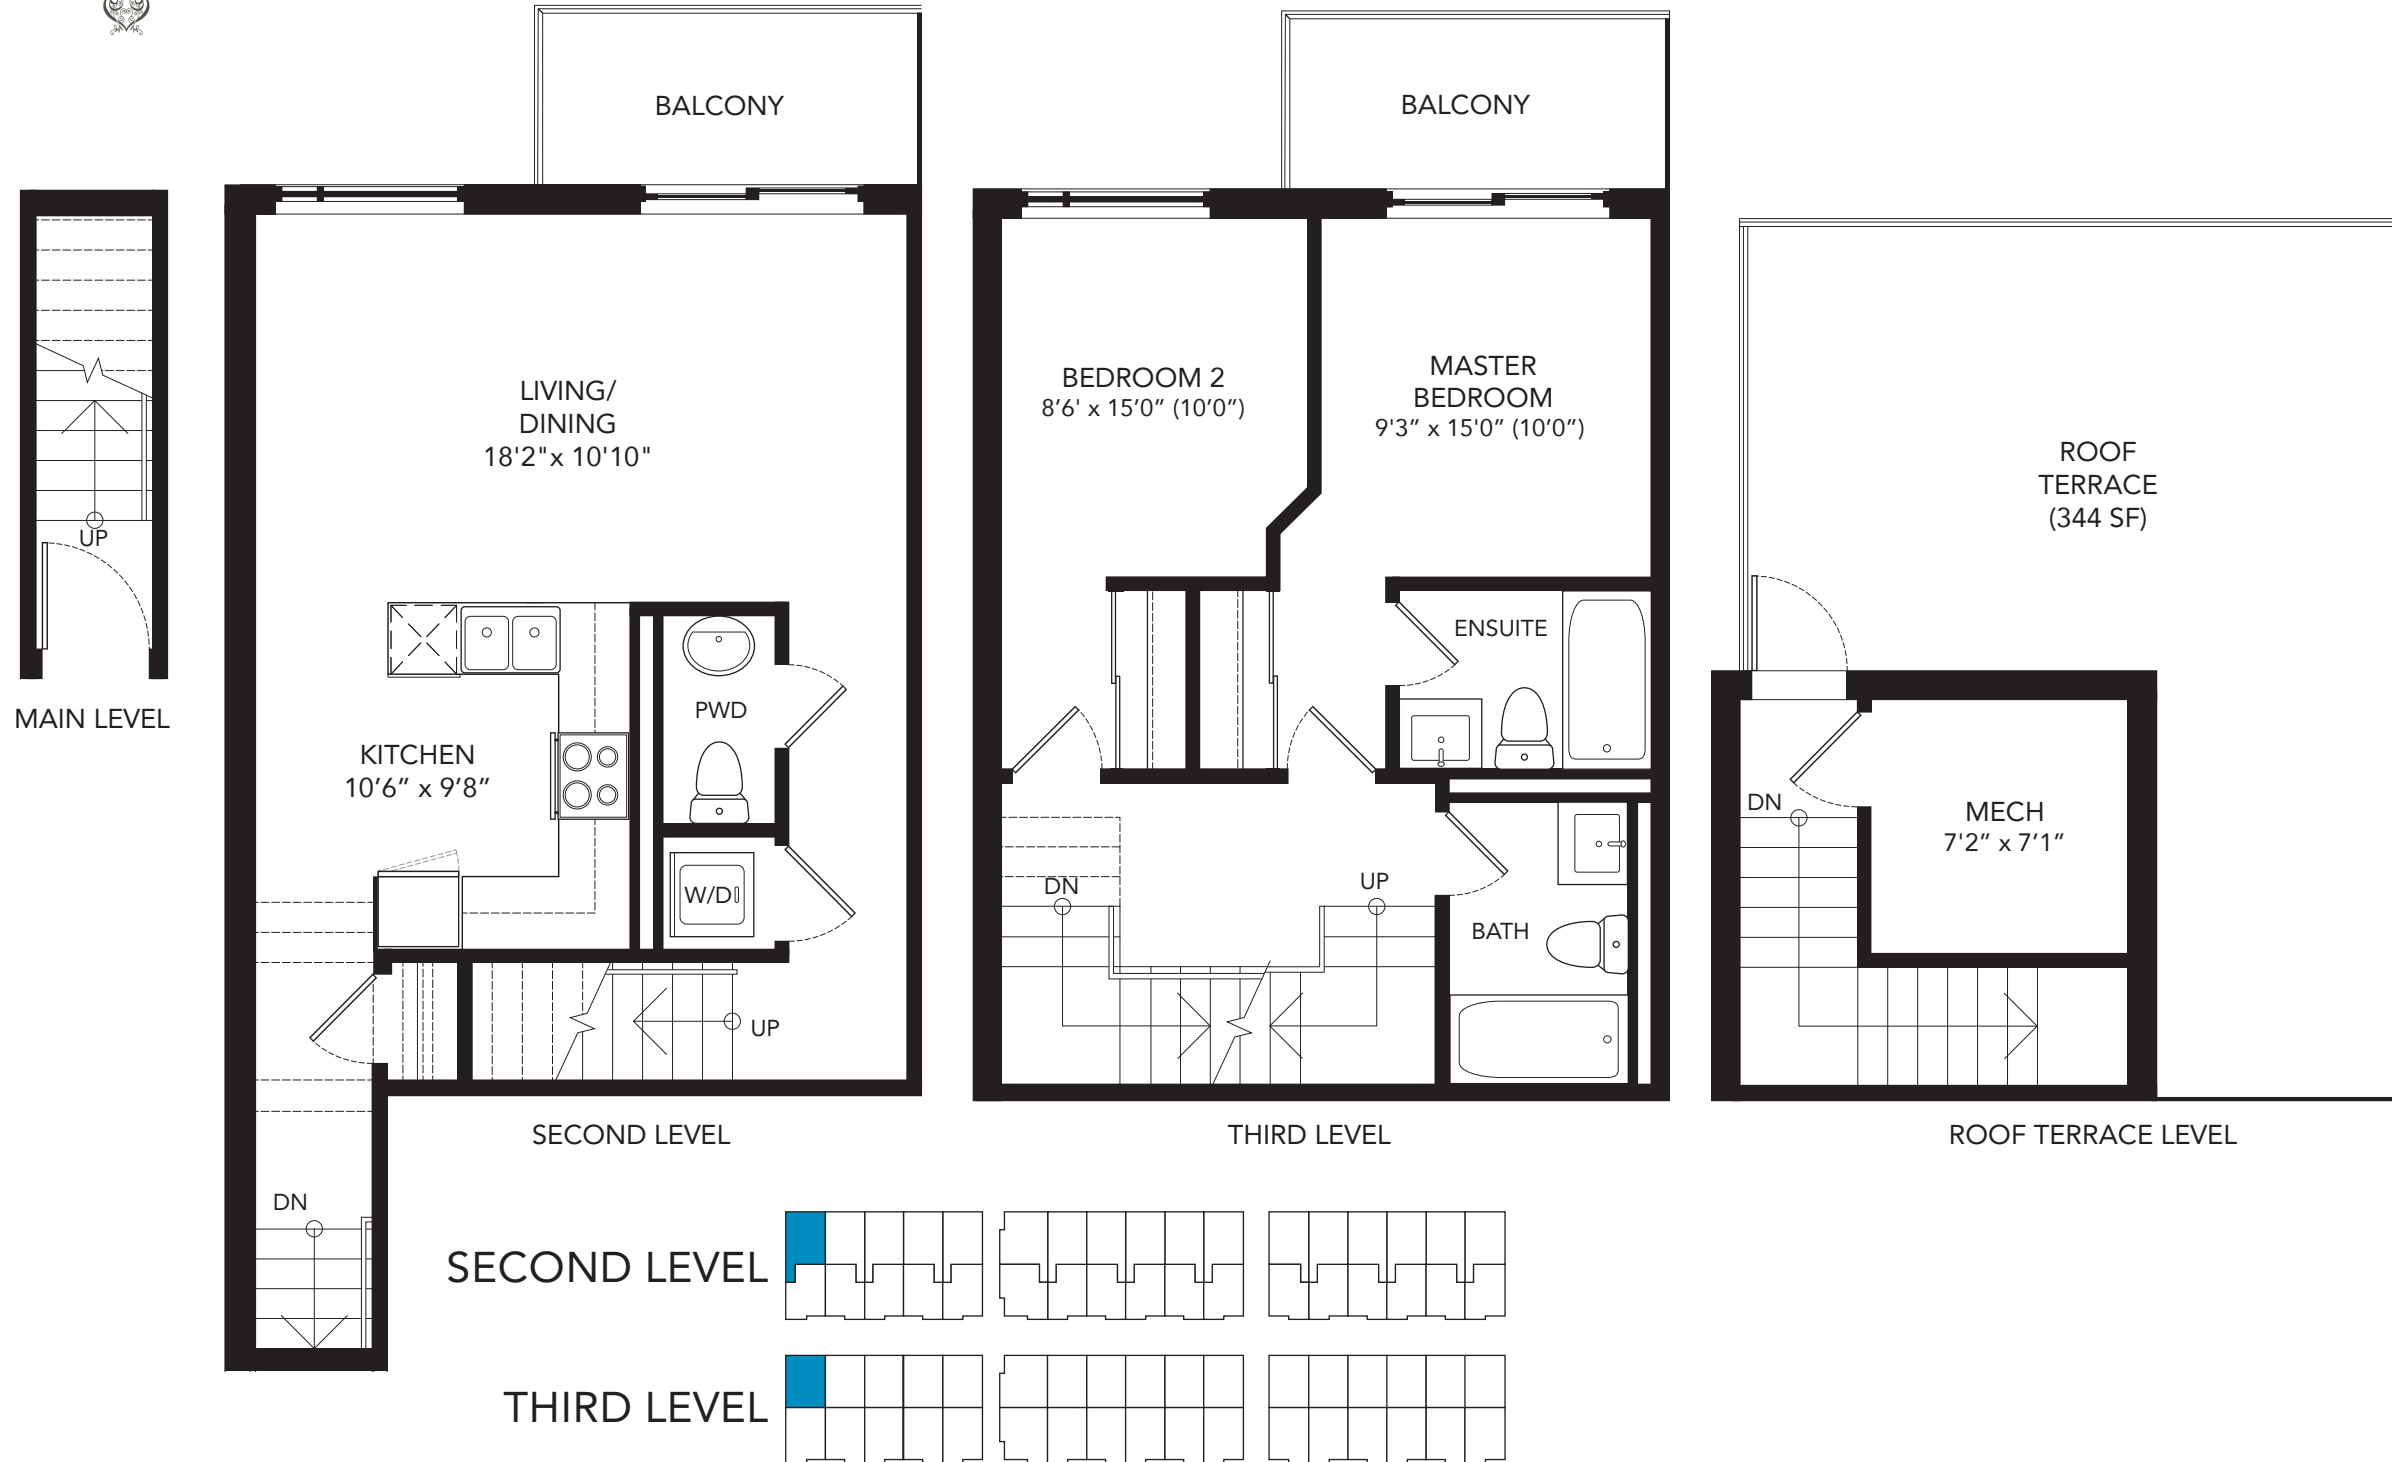 BALCONY
BALCONY
LIVING/
DINING
18'2"x 10'10"
BEDROOM 2
8’6' x 15’0” (10’0”)
MASTER
BEDROOM
9'3” x 15'0” (10’0”)
ROOF
TERRACE
(344 SF)
UP
MAIN LEVEL
KITCHEN
10’6” x 9’8”
PWD
W/D
UP
DN
ENSUITE
DN
UP
BATH
DN
MECH
7'2” x 7’1”
SECOND LEVEL
THIRD LEVEL
ROOF TERRACE LEVEL
SECOND LEVEL
THIRD LEVEL